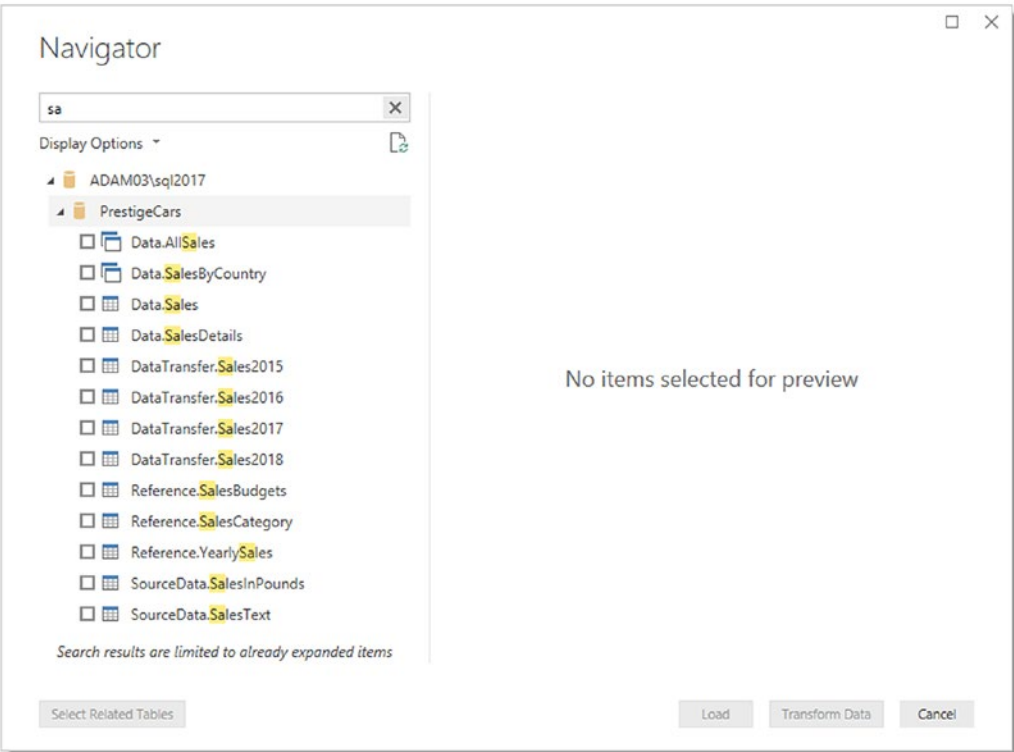 Navigator
sa
Display Options
ADAM03\sql2017
PrestigeCars
Data.AllSales
Data.SalesByCountry
Data.Sales
Data.SalesDetails
DataTransfer.Sales2015
DataTransfer.Sales2016
DataTransfer.Sales2017
DataTransfer.Sales2018
Reference.SalesBudgets
Reference.SalesCategory
Reference.YearlySales
SourceData.SalesInPounds
SourceData.SalesText
Search results are limited to already expanded items
No items selected for preview
Select Related Tables
Load
Transform Data
Cancel